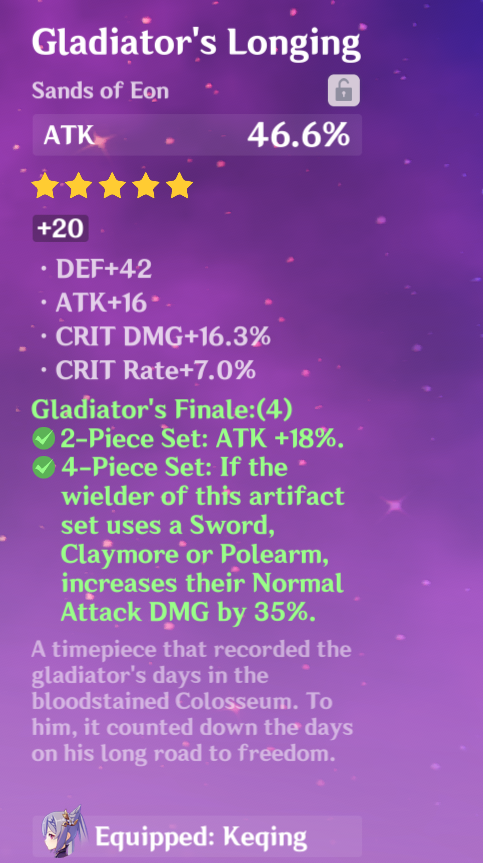 Gladiator's Longing
Sands of Eon
ATK 46.6%
+20
· DEF+42
· ATK+16
· CRIT DMG+16.3%
· CRIT Rate+7.0%
Gladiator's Finale:(4)
2-Piece Set: ATK +18%.
4-Piece Set: If the
wielder of this artifact
set uses a Sword,
Claymore or Polearm,
increases their Normal
Attack DMG by 35%.
A timepiece that recorded the
gladiator's days in the
bloodstained Colosseum. To
him, it counted down the days
on his long road to freedom.
Equipped: Keqing